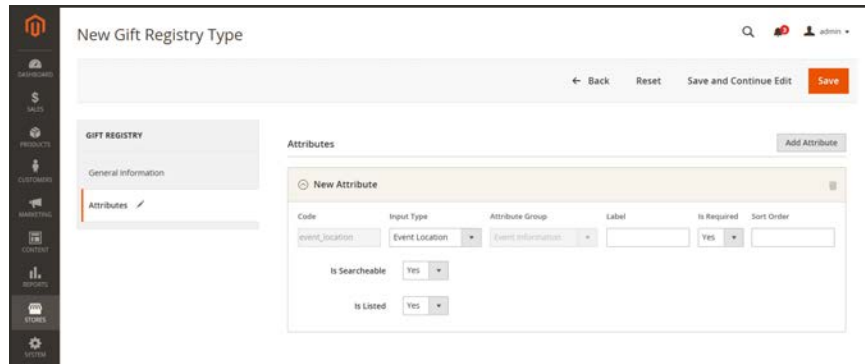 New Gift Registry Type
admin
DASHBOARD
SALES
PRODUCTS
CUSTOMERS
MARKETING
CONTENT
REPORTS
STORES
SYSTEM
← Back Reset Save and Continue Edit Save
GIFT REGISTRY
General Information
Attributes
Attributes Add Attribute
New Attribute
Code Input Type Attribute Group Label Is Required Sort Order
event_location Event Location Event Information Yes
Is Searcheable Yes
Is Listed Yes